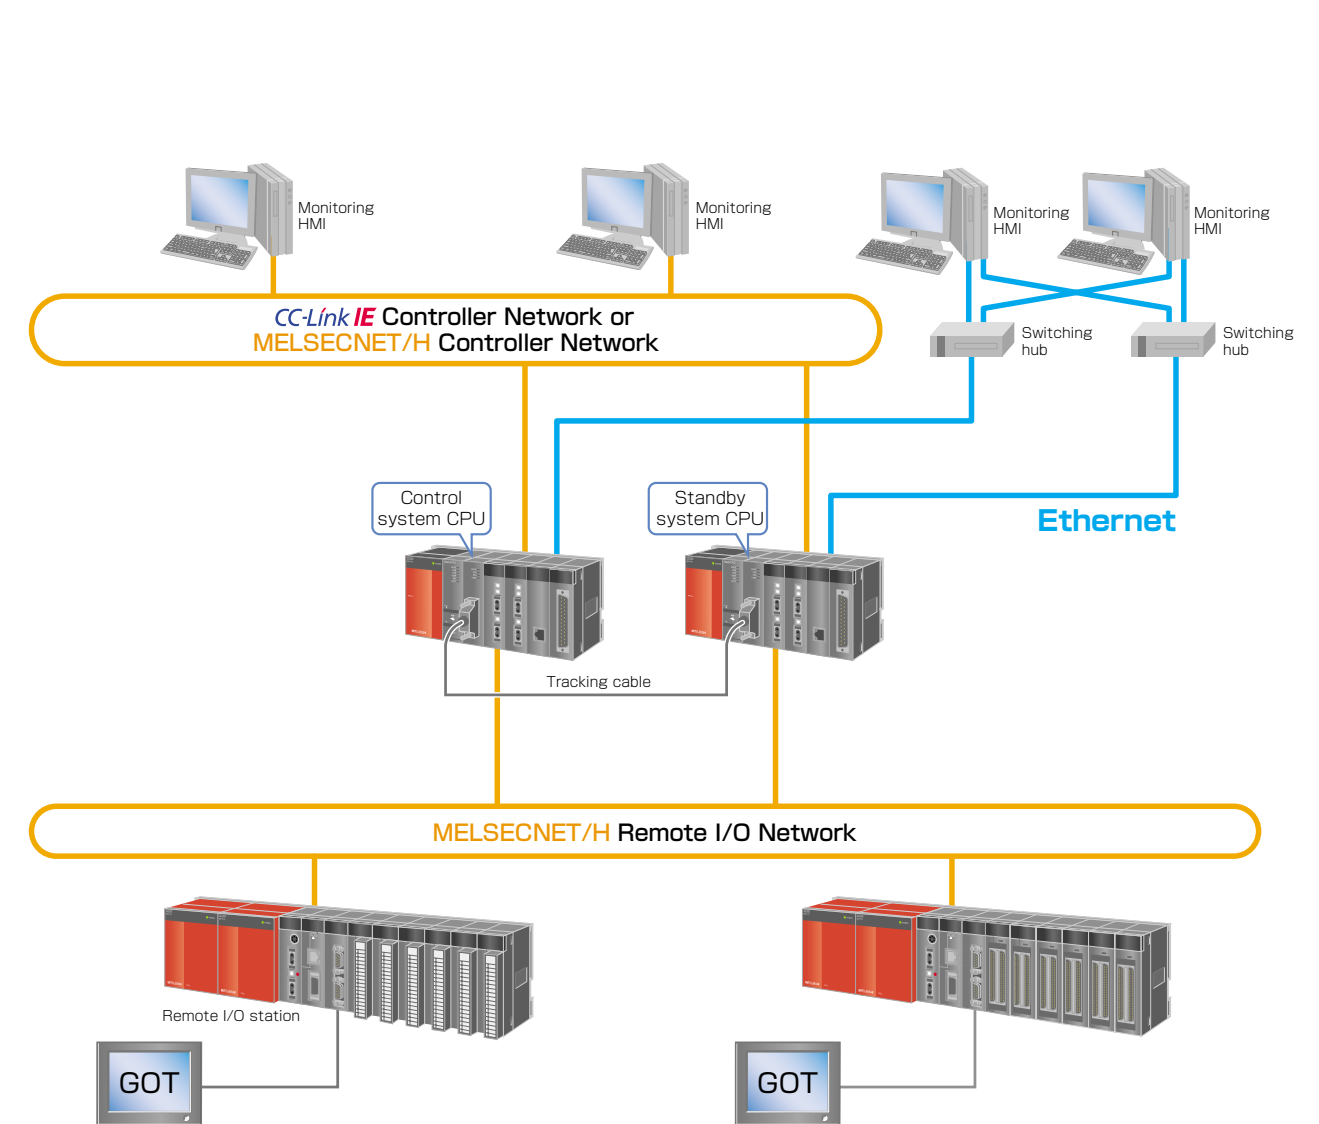 Monitoring
HMI
Monitoring
HMI
Monitoring
HMI
Monitoring
HMI
CC-Link IE Controller Network or
MELSECNET/H Controller Network
Switching
hub
Switching
hub
Control
system CPU
Standby
system CPU
Ethernet
Tracking cable
MELSECNET/H Remote I/O Network
Remote I/O station
GOT
GOT